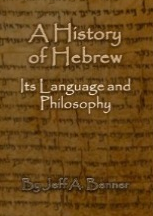 A History
of Hebrew
Its Language and
Philosophy
By Jeff A. Benner